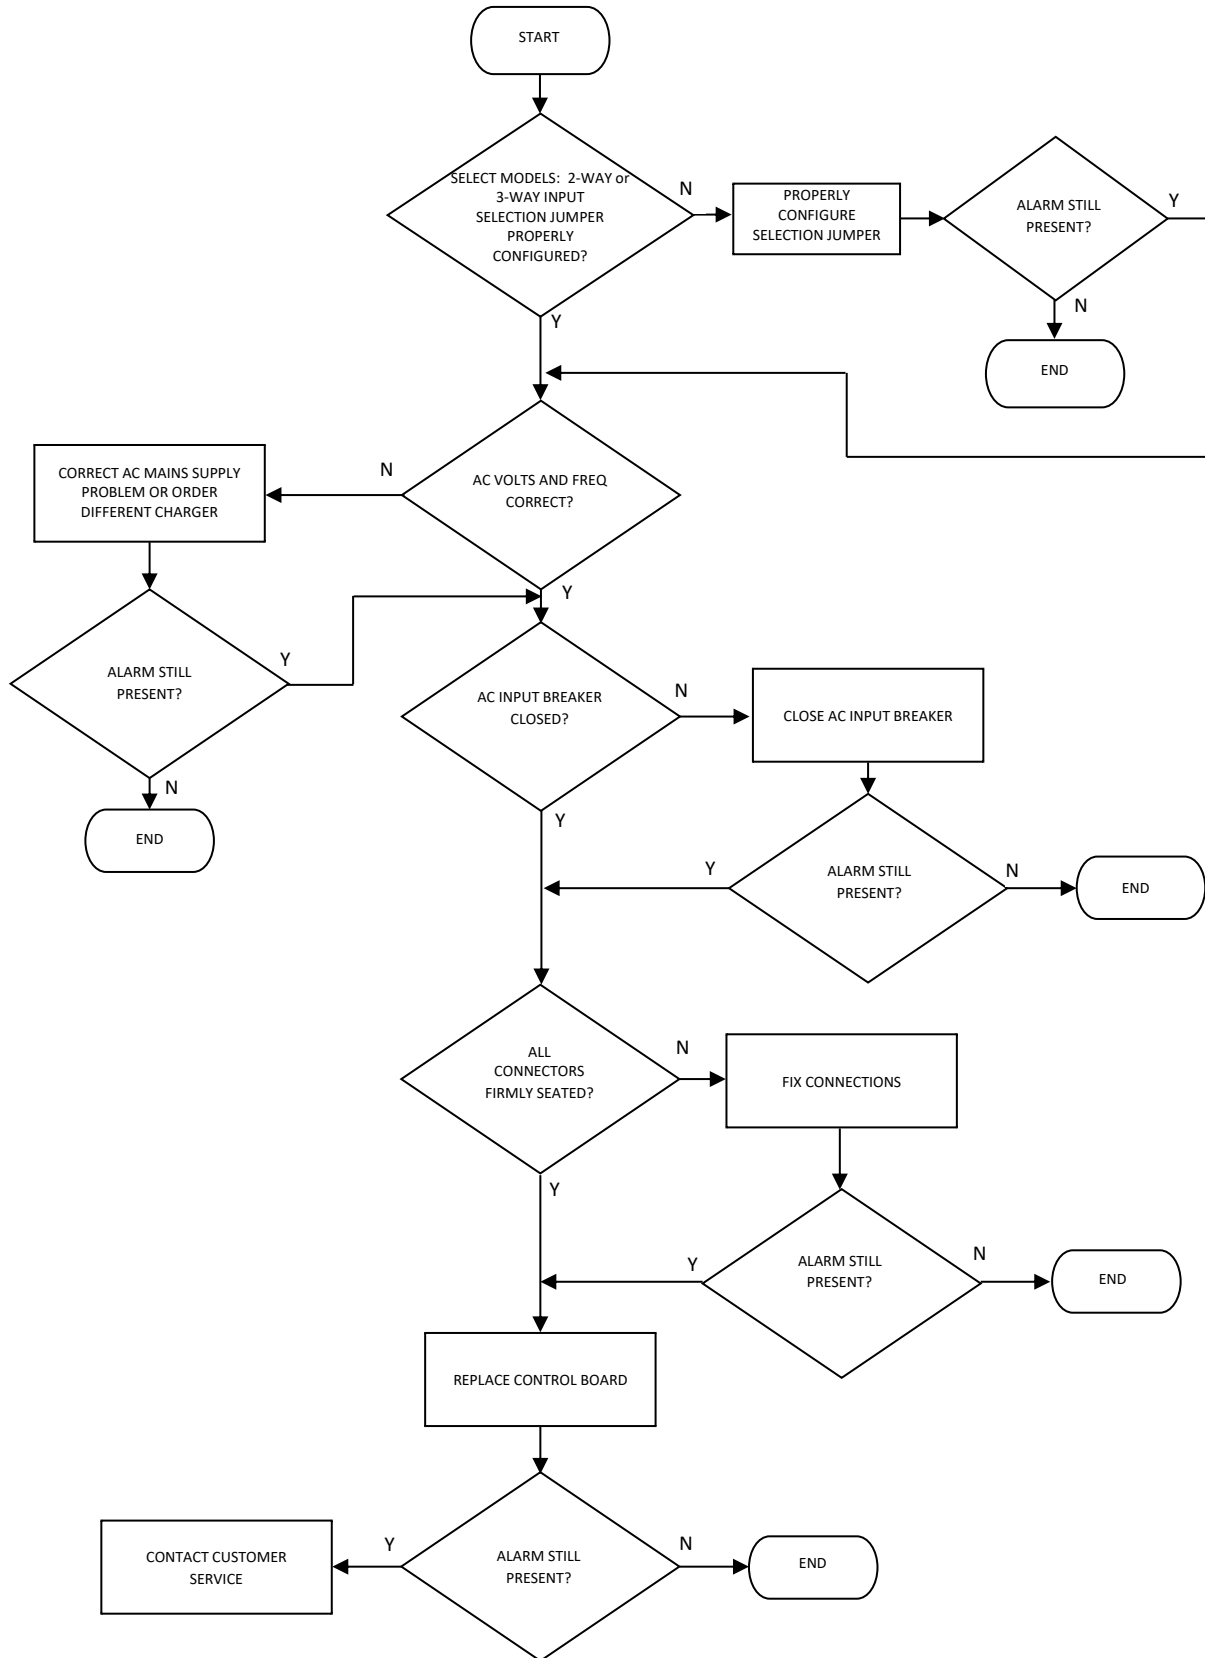 START
SELECT MODELS:  2-WAY or
3-WAY INPUT
SELECTION JUMPER
PROPERLY
CONFIGURED?
N
PROPERLY
CONFIGURE
SELECTION JUMPER
ALARM STILL
PRESENT?
Y
N
END
Y
CORRECT AC MAINS SUPPLY
PROBLEM OR ORDER
DIFFERENT CHARGER
N
AC VOLTS AND FREQ
CORRECT?
Y
ALARM STILL
PRESENT?
Y
N
END
AC INPUT BREAKER
CLOSED?
N
CLOSE AC INPUT BREAKER
Y
Y
ALARM STILL
PRESENT?
N
END
ALL
CONNECTORS
FIRMLY SEATED?
N
FIX CONNECTIONS
Y
Y
ALARM STILL
PRESENT?
N
END
REPLACE CONTROL BOARD
CONTACT CUSTOMER
SERVICE
Y
ALARM STILL
PRESENT?
N
END